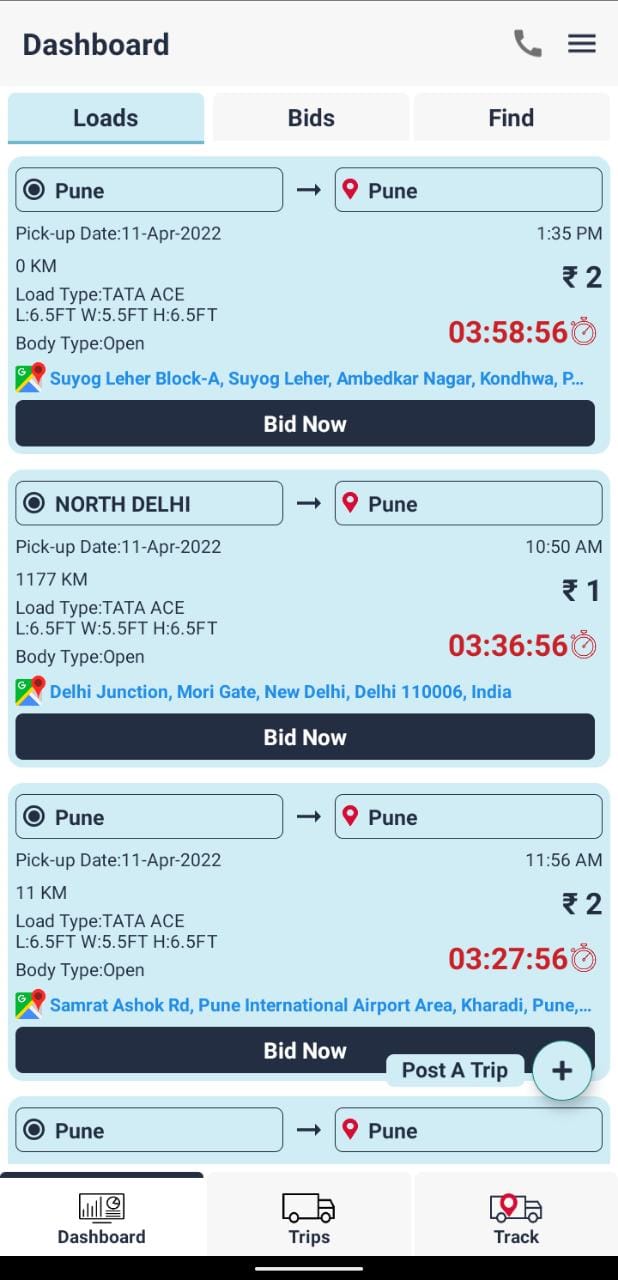 Dashboard
Loads Bids Find
Pune → Pune
Pick-up Date:11-Apr-2022 1:35 PM
0 KM
₹ 2
Load Type:TATA ACE
L:6.5FT W:5.5FT H:6.5FT
03:58:56
Body Type:Open
Suyog Leher Block-A, Suyog Leher, Ambedkar Nagar, Kondhwa, P...
Bid Now
NORTH DELHI → Pune
Pick-up Date:11-Apr-2022 10:50 AM
1177 KM
₹ 1
Load Type:TATA ACE
L:6.5FT W:5.5FT H:6.5FT
03:36:56
Body Type:Open
Delhi Junction, Mori Gate, New Delhi, Delhi 110006, India
Bid Now
Pune → Pune
Pick-up Date:11-Apr-2022 11:56 AM
11 KM
₹ 2
Load Type:TATA ACE
L:6.5FT W:5.5FT H:6.5FT
03:27:56
Body Type:Open
Samrat Ashok Rd, Pune International Airport Area, Kharadi, Pune,...
Bid Now
Post A Trip +
Pune → Pune
Dashboard Trips Track